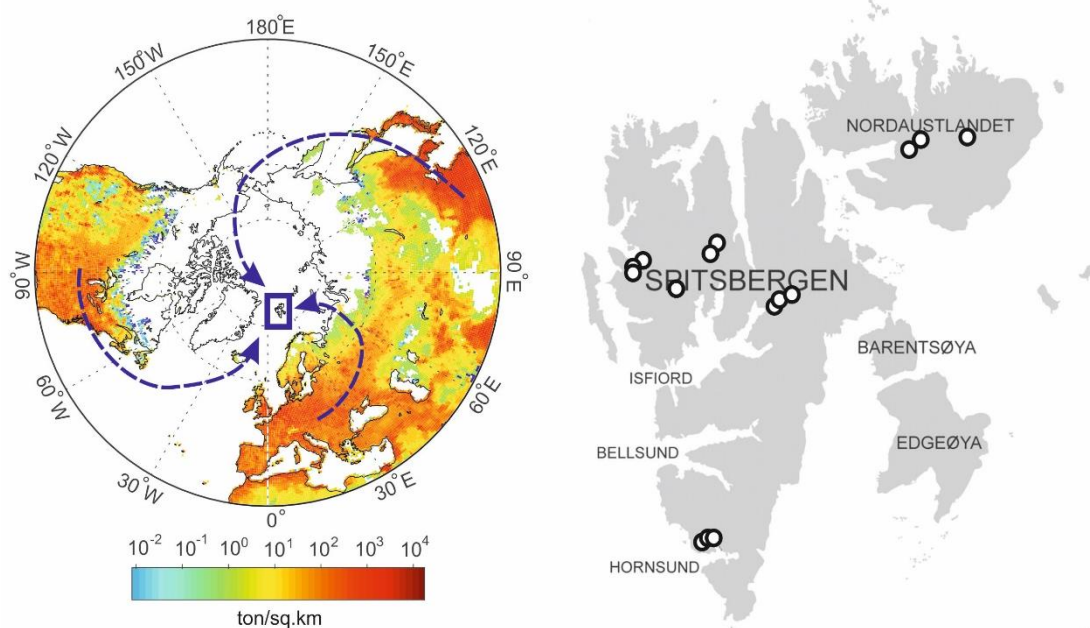 180°W
150°W
150°E
120°W
120°E
90°W
90°E
60°W
60°E
30°W
30°E
0°
10⁻² 10⁻¹ 10⁰ 10¹ 10² 10³ 10⁴
ton/sq.km
NORDAUSTLANDET
SPITSBERGEN
BARENTSØYA
ISFIORD
EDGEØYA
BELLSUND
HORNSUND